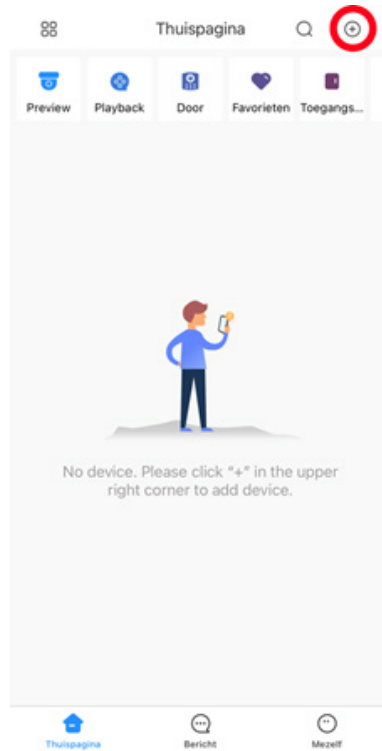 Thuispagina
Preview Playback Door Favorieten Toegangs...
No device. Please click "+" in the upper
right corner to add device.
Thuispagina Bericht Mezelf